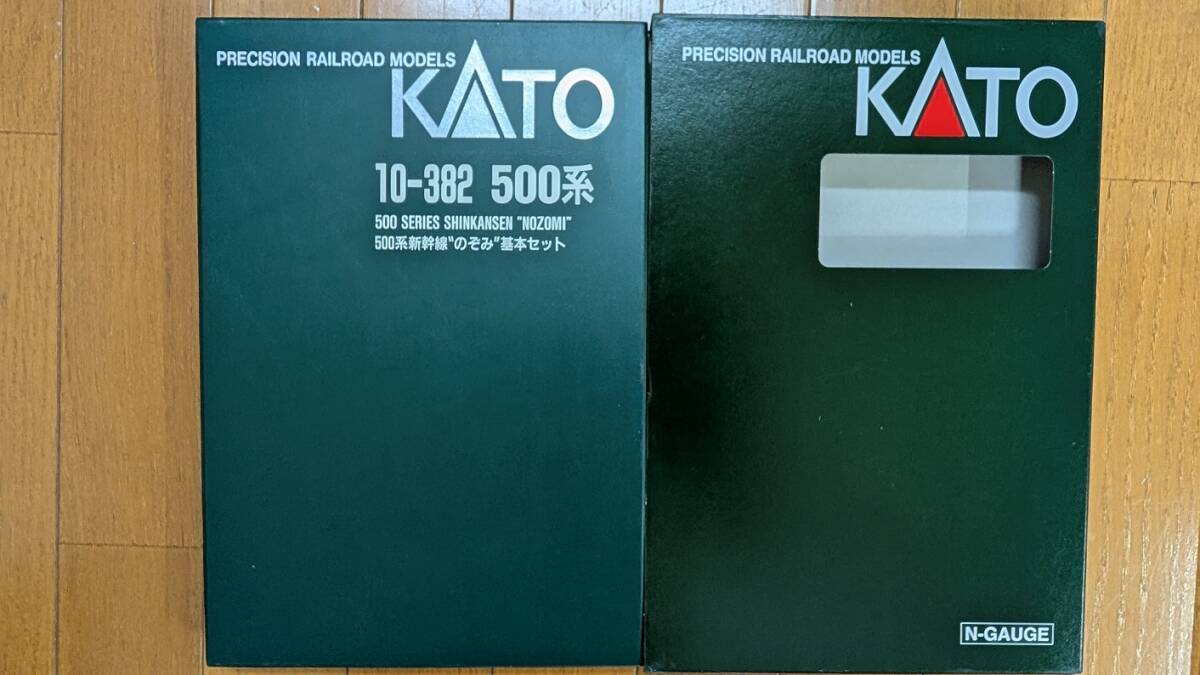 PRECISION RAILROAD MODELS
KATO
10-382 500系
500 SERIES SHINKANSEN "NOZOMI"
500系新幹線"のぞみ"基本セット
PRECISION RAILROAD MODELS
KATO
N-GAUGE